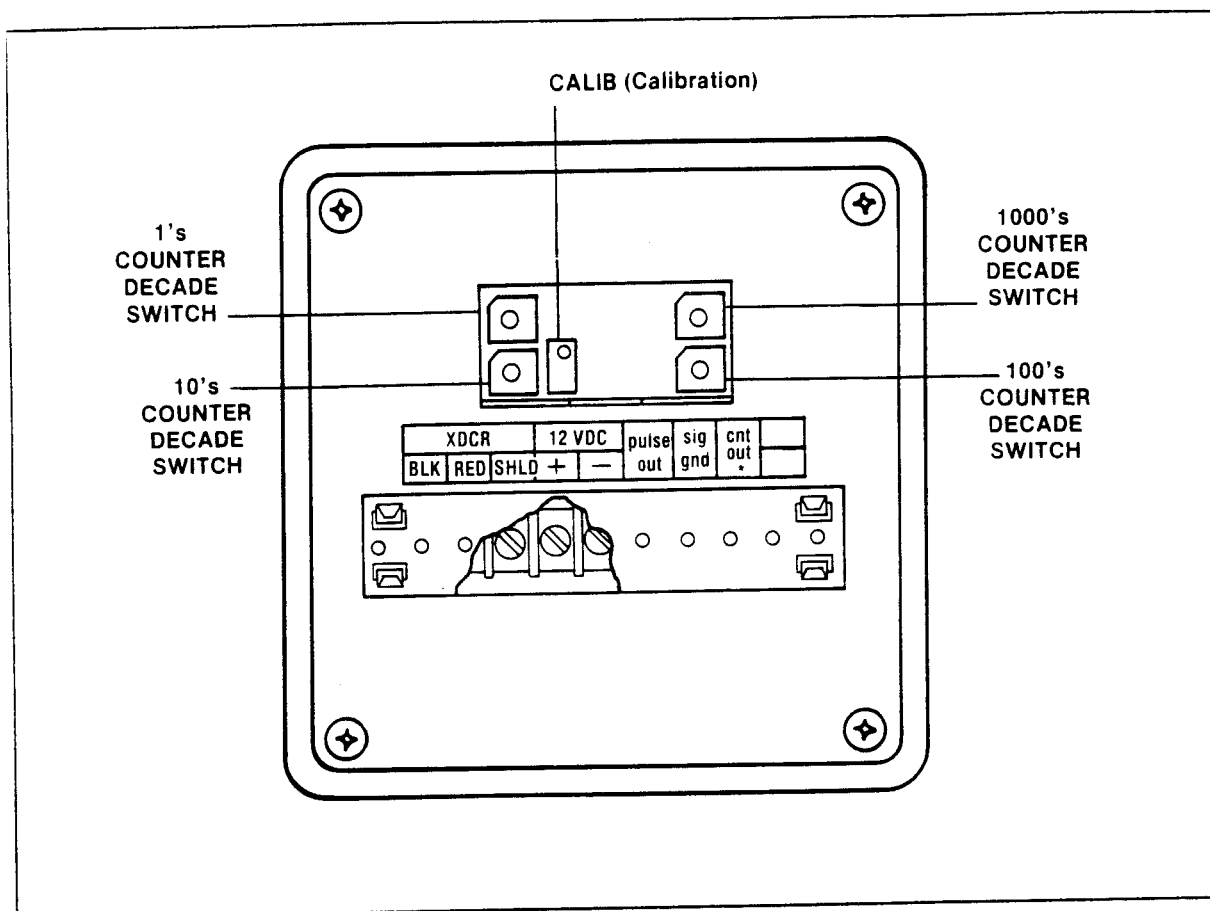 CALIB (Calibration)
1's
COUNTER
DECADE
SWITCH
1000's
COUNTER
DECADE
SWITCH
10's
COUNTER
DECADE
SWITCH
100's
COUNTER
DECADE
SWITCH
XDCR 12 VDC pulse out sig gnd cnt out *
BLK RED SHLD + −